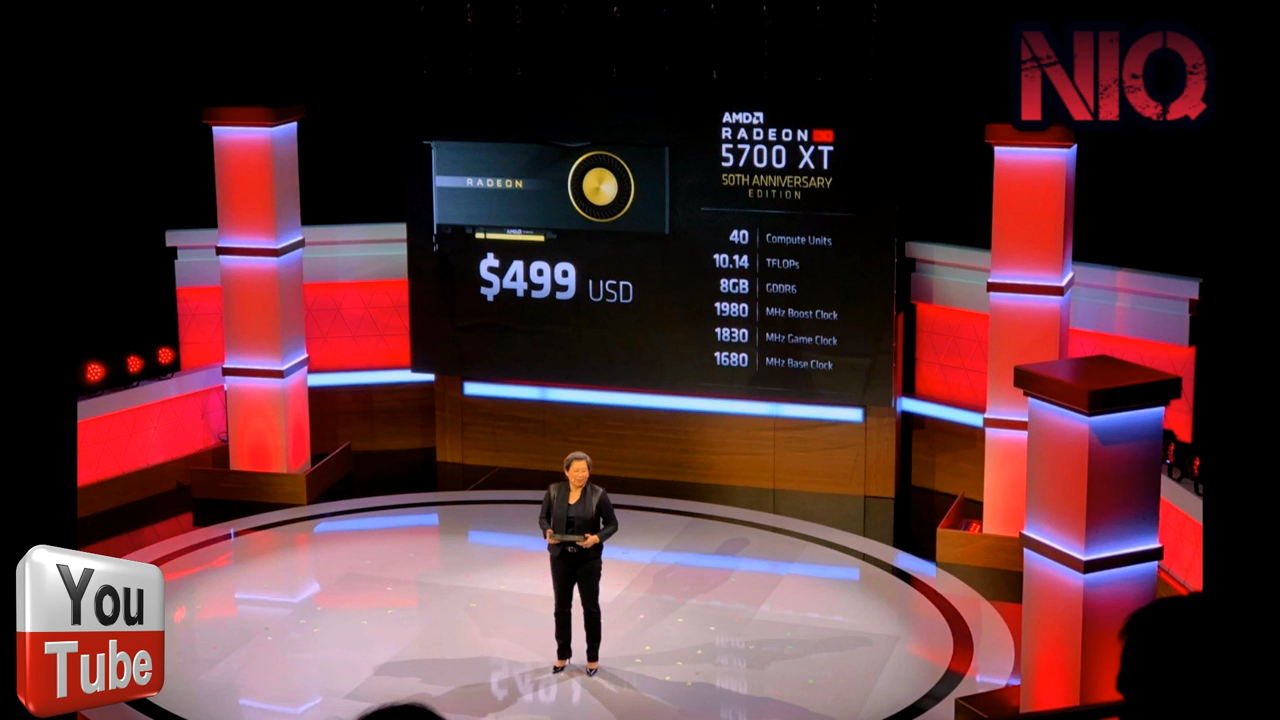 NIQ
AMD
RADEON RX
5700 XT
50TH ANNIVERSARY
EDITION
RADEON
$499 USD
40 Compute Units
10.14 TFLOPs
8GB GDDR6
1980 MHz Boost Clock
1830 MHz Game Clock
1680 MHz Base Clock
You
Tube